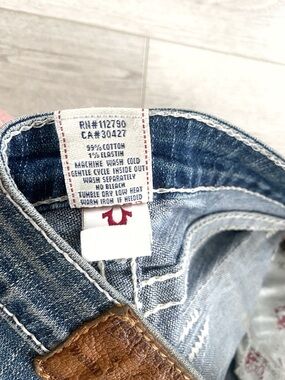 RN#112790
CA#30427
99% COTTON
1% ELASTIN
MACHINE WASH COLD
GENTLE CYCLE INSIDE OUT
WASH SEPARATELY
NO BLEACH
TUMBLE DRY LOW HEAT
WARM IRON IF NEEDED